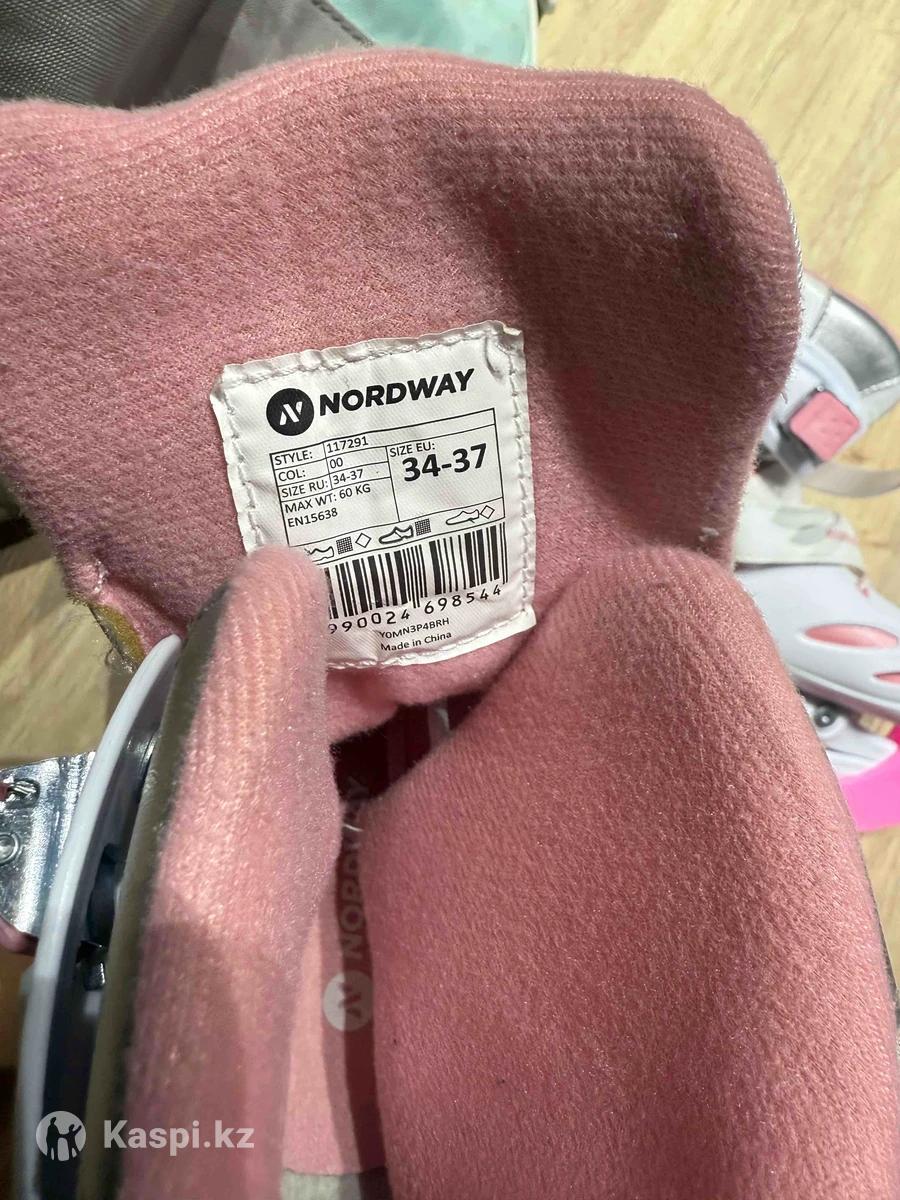 NORDWAY
STYLE: 117291
COL: 00
SIZE RU: 34-37
MAX WT: 60 KG
EN15638
SIZE EU:
34-37
990024 698544
Y0MN3P4BRH
Made in China
NORDWAY
Kaspi.kz